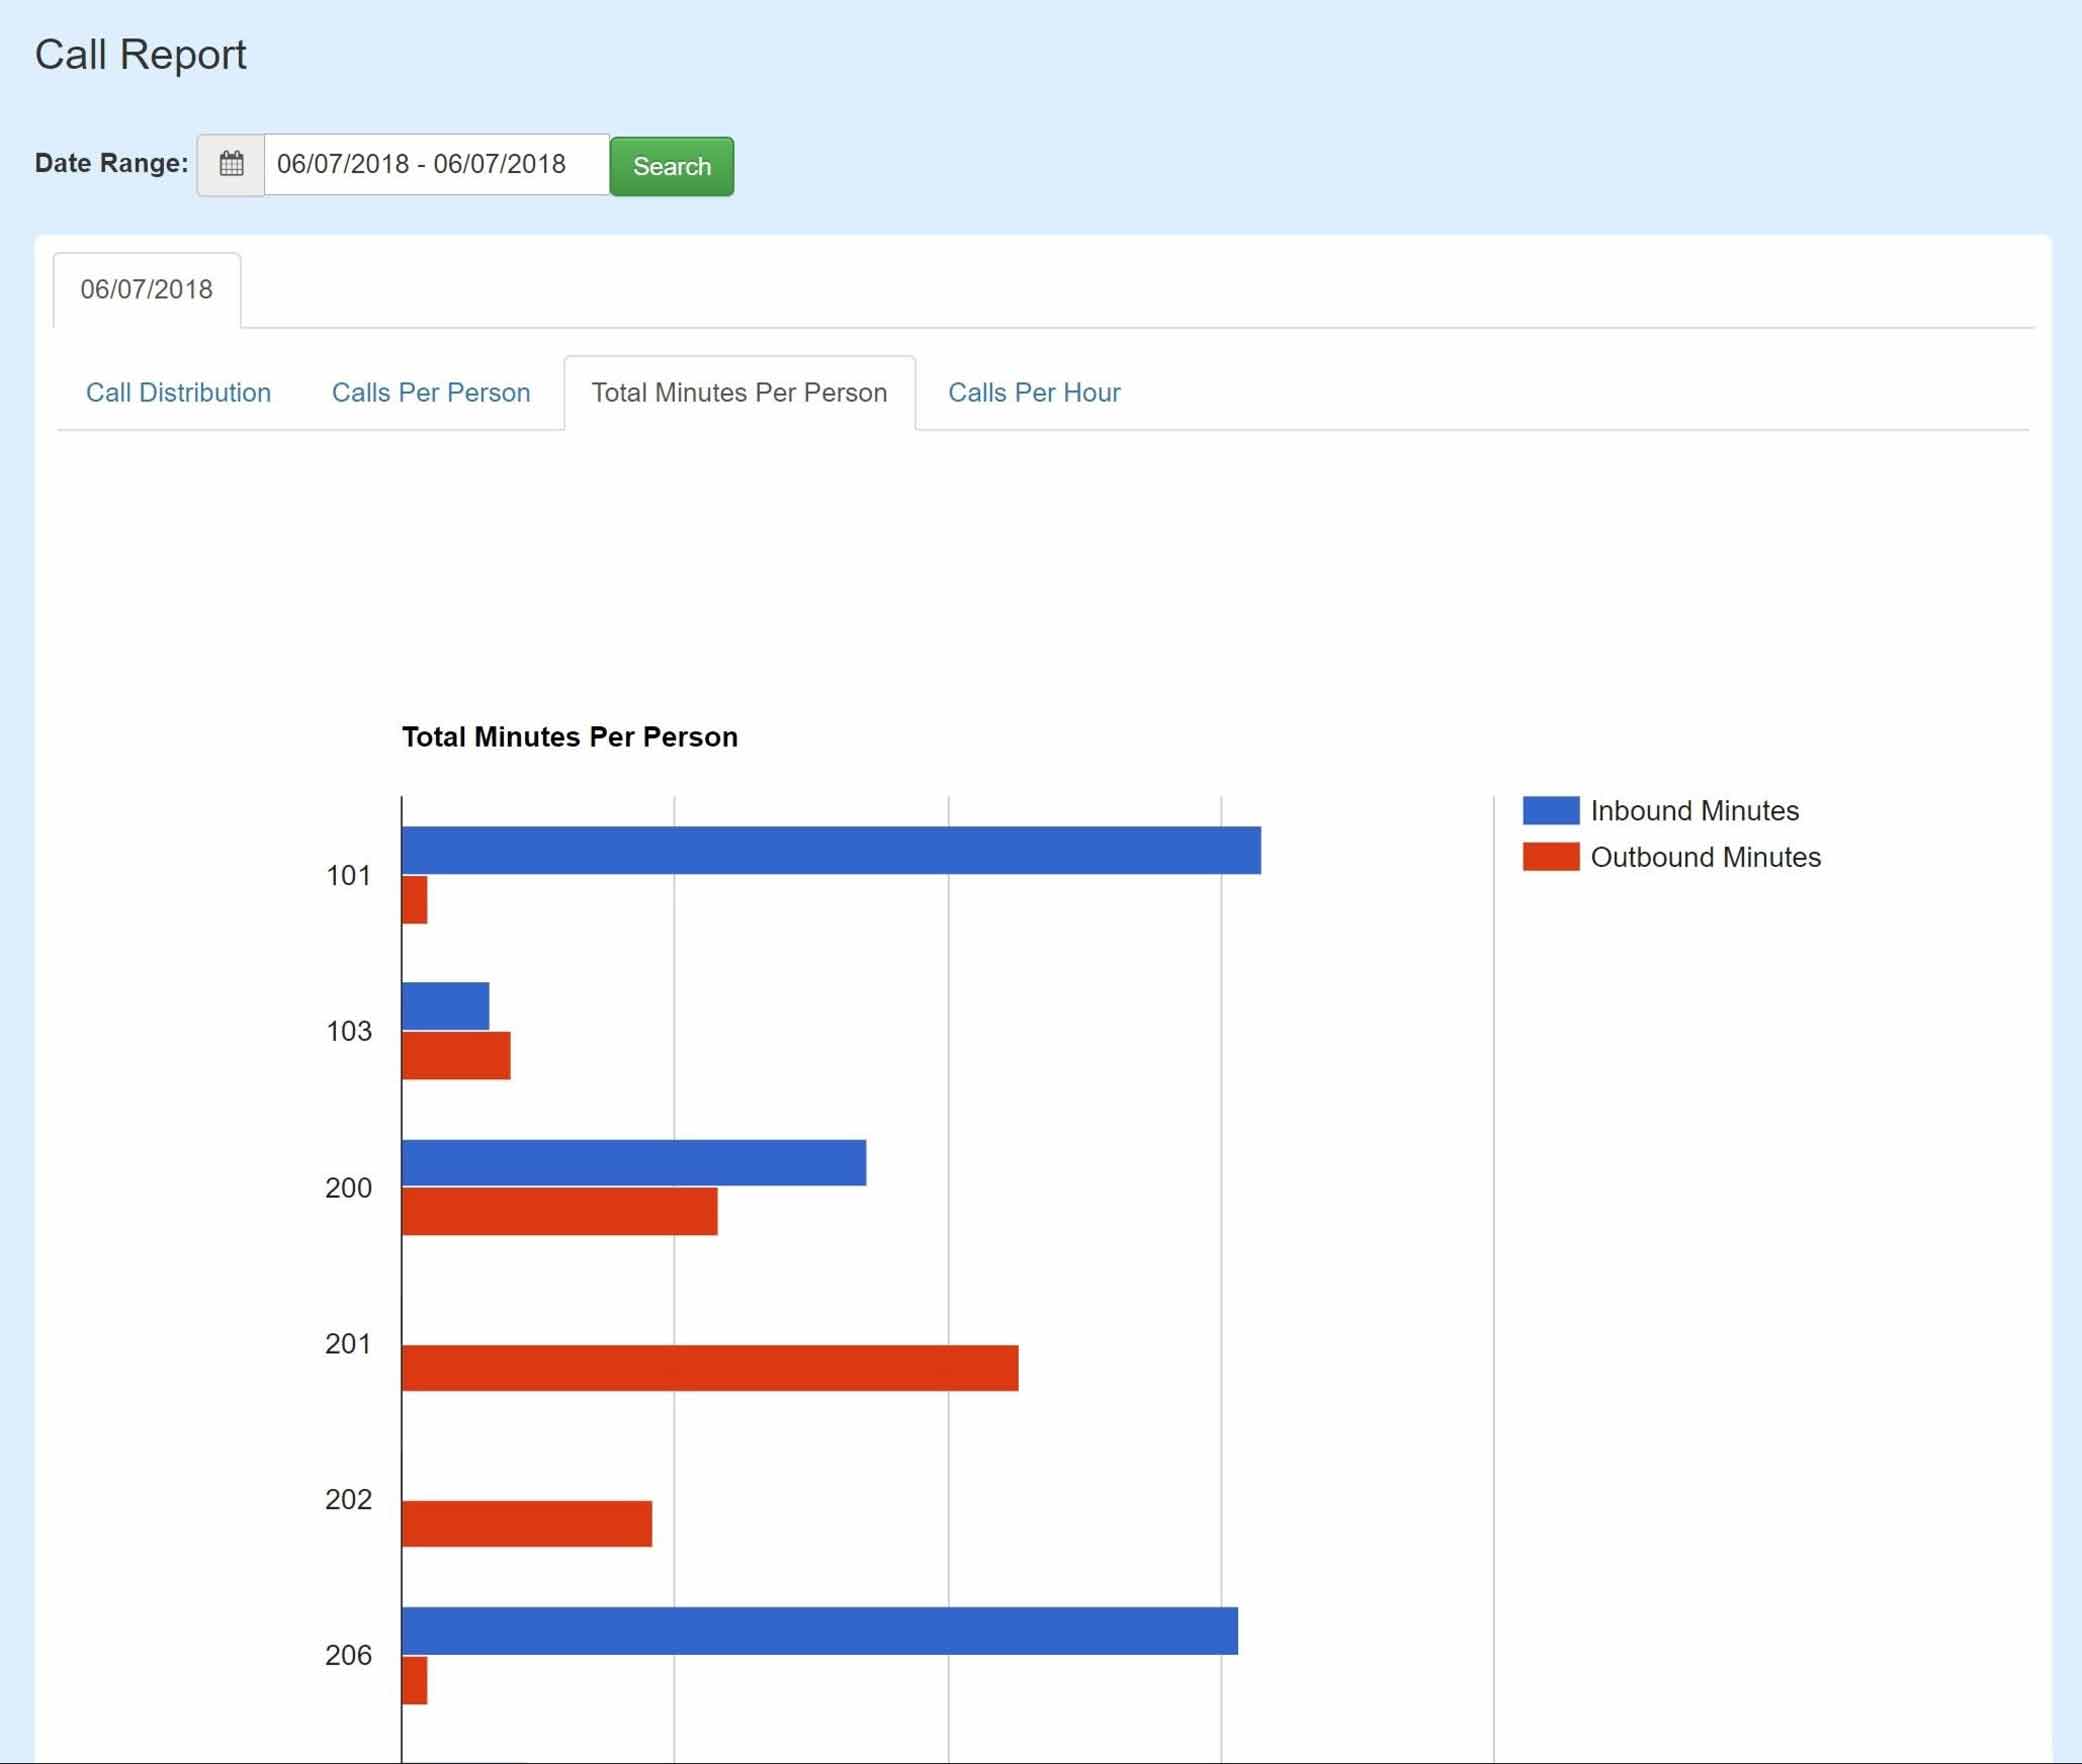 Call Report
Date Range: 06/07/2018 - 06/07/2018 Search
06/07/2018
Call Distribution Calls Per Person Total Minutes Per Person Calls Per Hour
Total Minutes Per Person
Inbound Minutes
Outbound Minutes
101
103
200
201
202
206